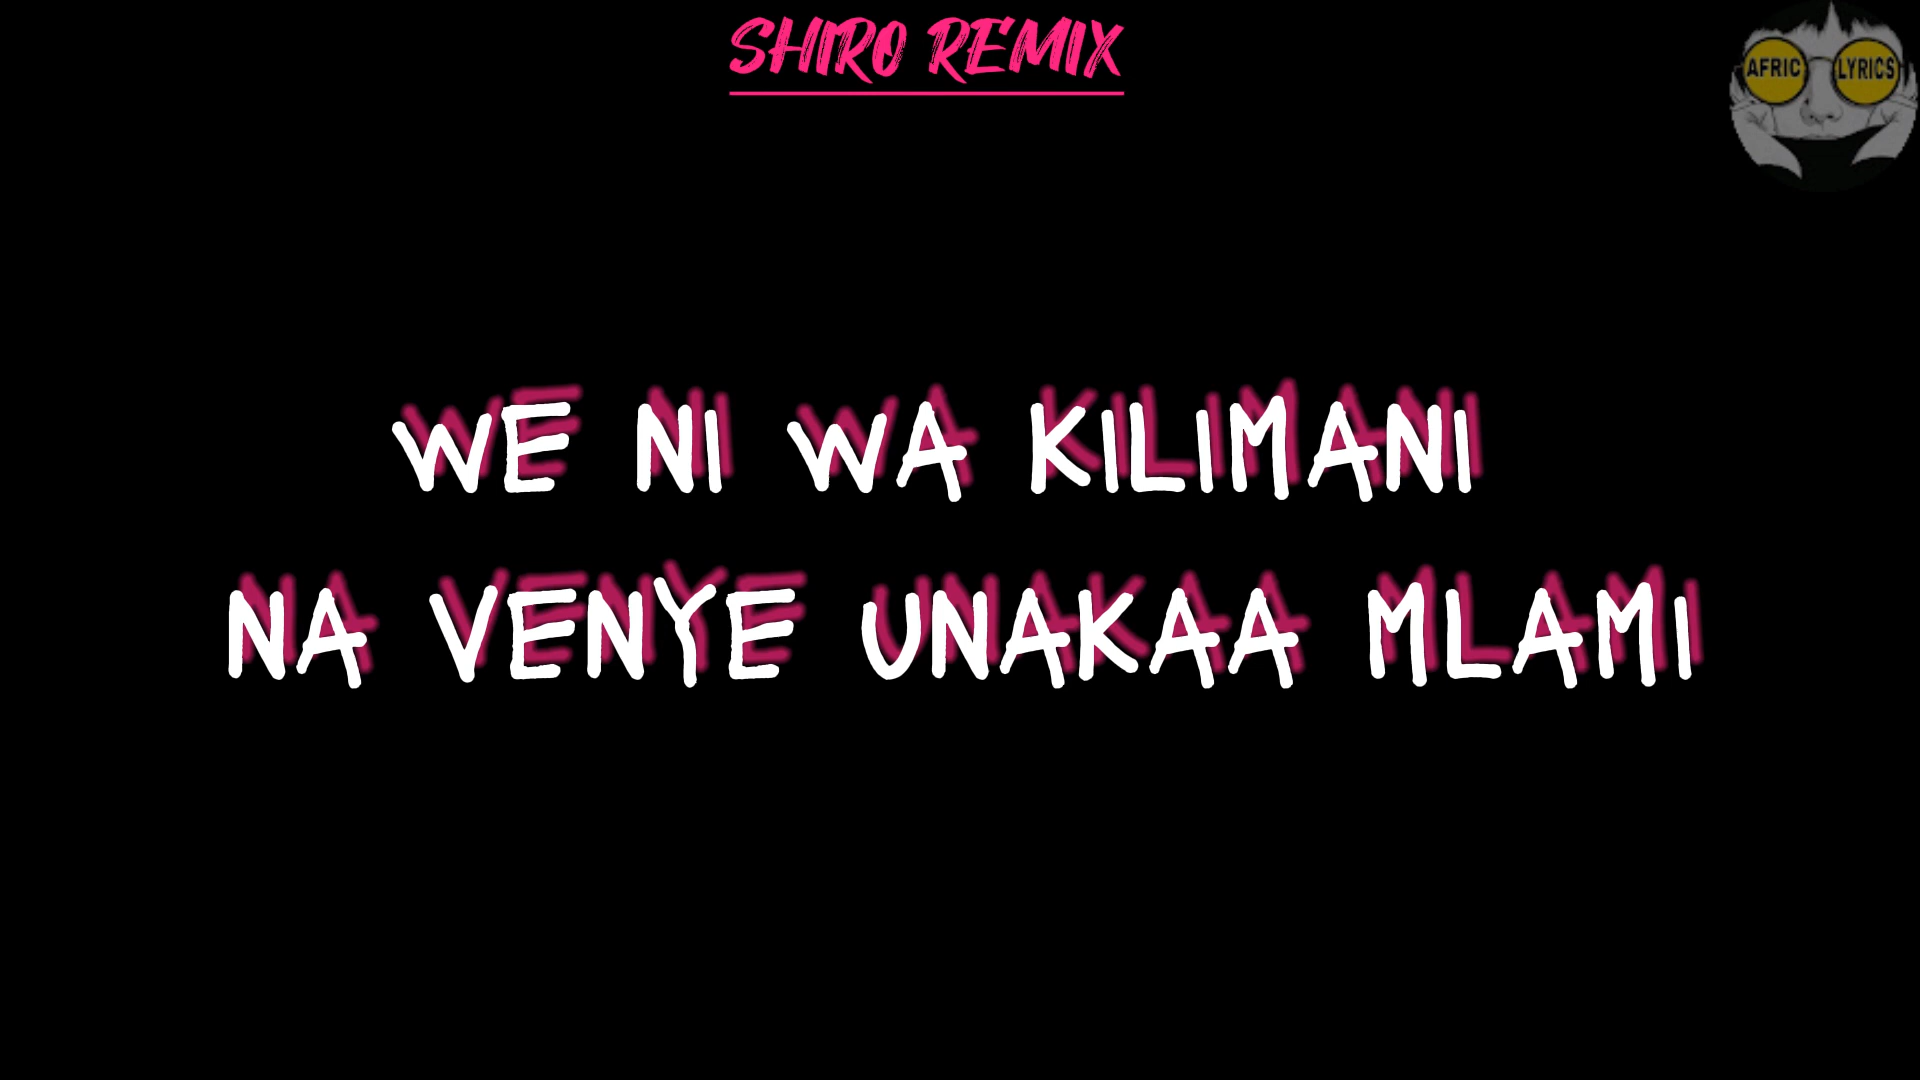 SHIRO REMIX
AFRIC LYRICS
WE NI WA KILIMANI
NA VENYE UNAKAA MLAMI